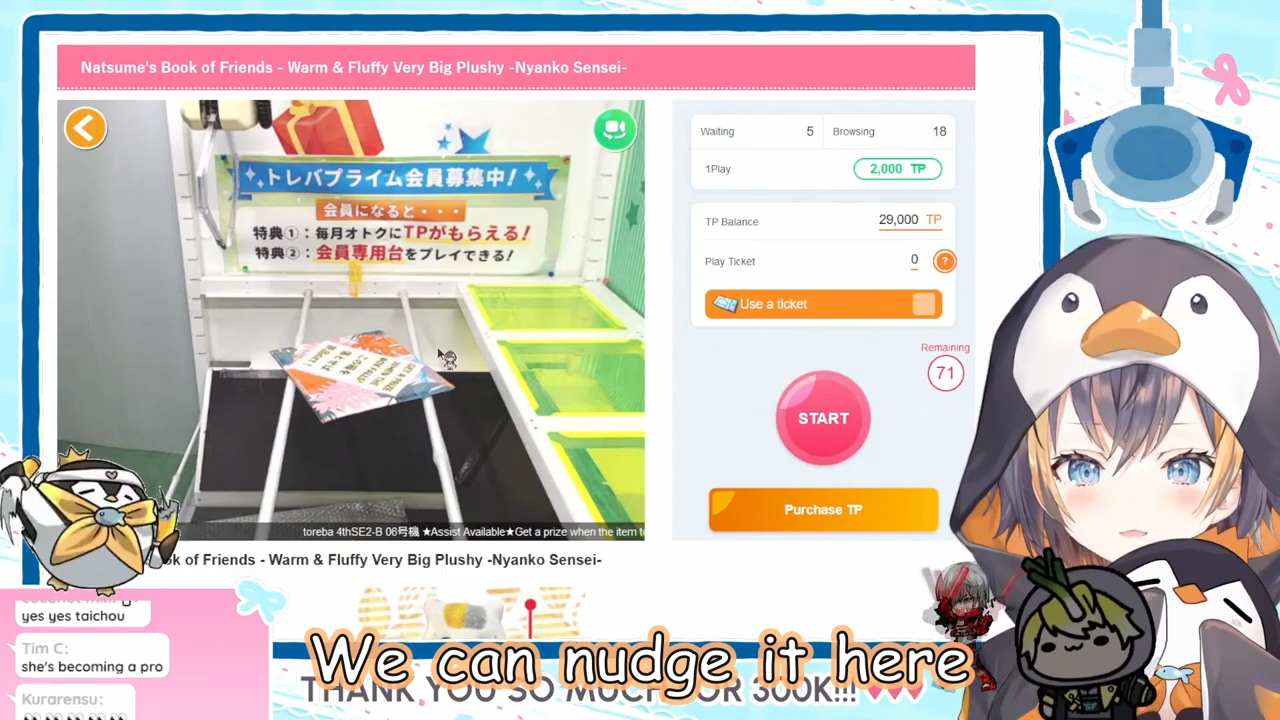 Natsume's Book of Friends - Warm & Fluffy Very Big Plushy -Nyanko Sensei-
トレバプライム会員募集中!
会員になると・・・
特典①：毎月オトクにTPがもらえる!
特典②：会員専用台をプレイできる!
toreba 4thSE2-B 06号機 ★Assist Available★Get a prize when the item to
ok of Friends - Warm & Fluffy Very Big Plushy -Nyanko Sensei-
Waiting 5 Browsing 18
1Play 2,000 TP
TP Balance 29,000 TP
Play Ticket 0 ?
Use a ticket
Remaining
71
START
Purchase TP
yes yes taichou
Tim C:
she's becoming a pro
Kurarensu:
We can nudge it here
THANK YOU SO MUCH FOR 300K!!!